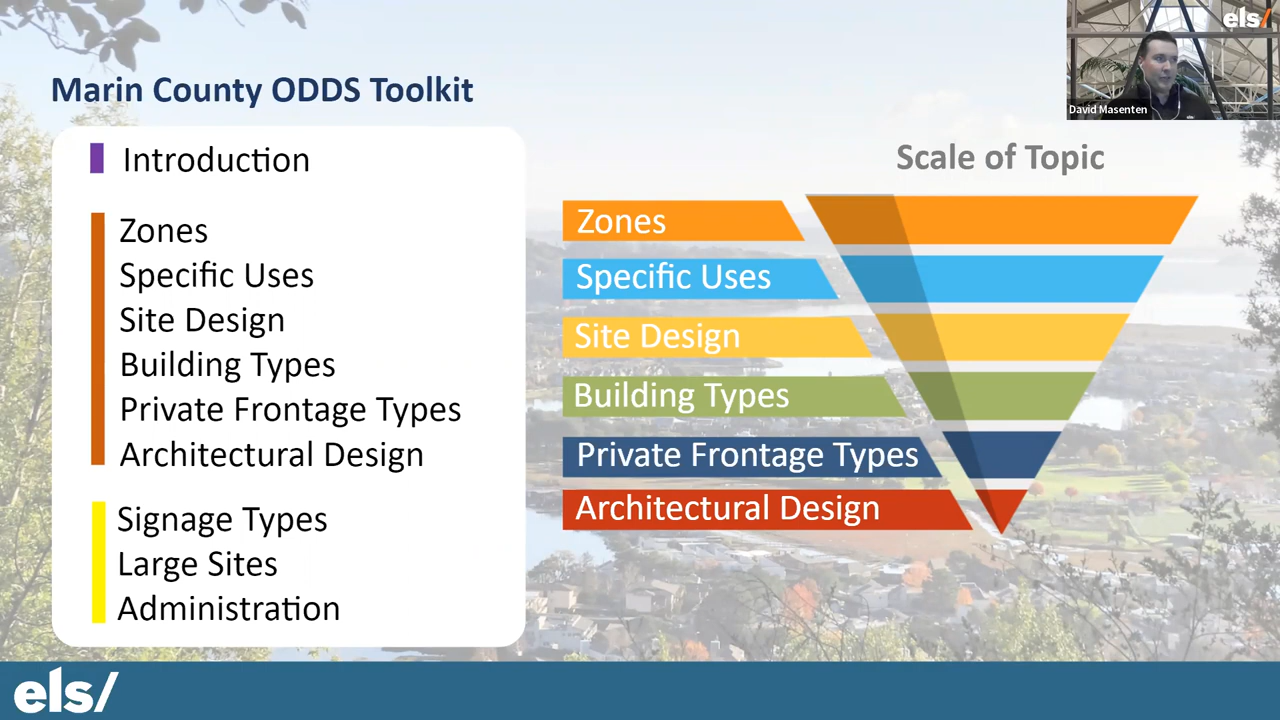 els/
David Masenten
Marin County ODDS Toolkit
Introduction
Zones
Specific Uses
Site Design
Building Types
Private Frontage Types
Architectural Design
Signage Types
Large Sites
Administration
Scale of Topic
Zones
Specific Uses
Site Design
Building Types
Private Frontage Types
Architectural Design
els/